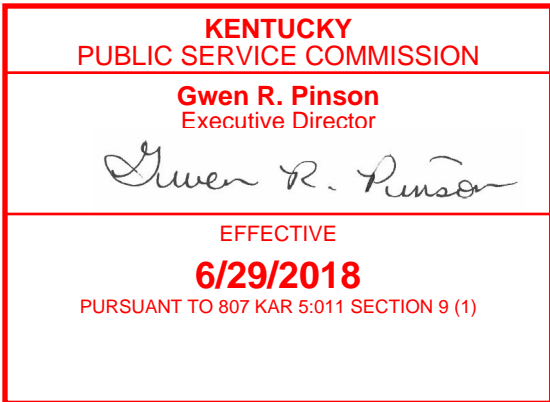 KENTUCKY
PUBLIC SERVICE COMMISSION
Gwen R. Pinson
Executive Director
Gwen R. Pinson
EFFECTIVE
6/29/2018
PURSUANT TO 807 KAR 5:011 SECTION 9 (1)